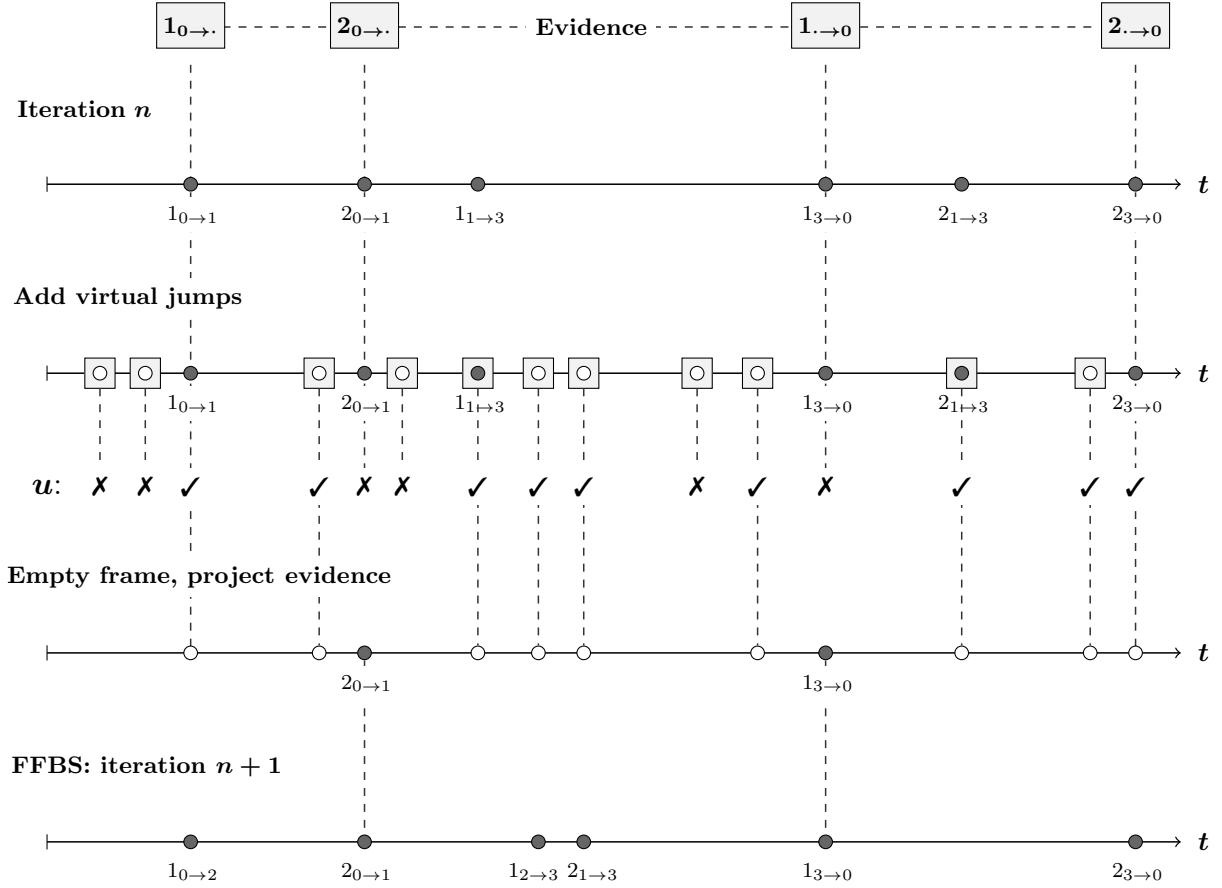 1₀→· 2₀→· Evidence 1·→₀ 2·→₀
Iteration n
t
1₀→₁ 2₀→₁ 1₁→₃ 1₃→₀ 2₁→₃ 2₃→₀
Add virtual jumps
t
1₀→₁ 2₀→₁ 1₁→₃ 1₃→₀ 2₁→₃ 2₃→₀
u: ✗ ✗ ✓ ✓ ✗ ✗ ✓ ✓ ✓ ✗ ✓ ✗ ✓ ✓ ✓
Empty frame, project evidence
t
2₀→₁ 1₃→₀
FFBS: iteration n + 1
t
1₀→₂ 2₀→₁ 1₂→₃ 2₁→₃ 1₃→₀ 2₃→₀